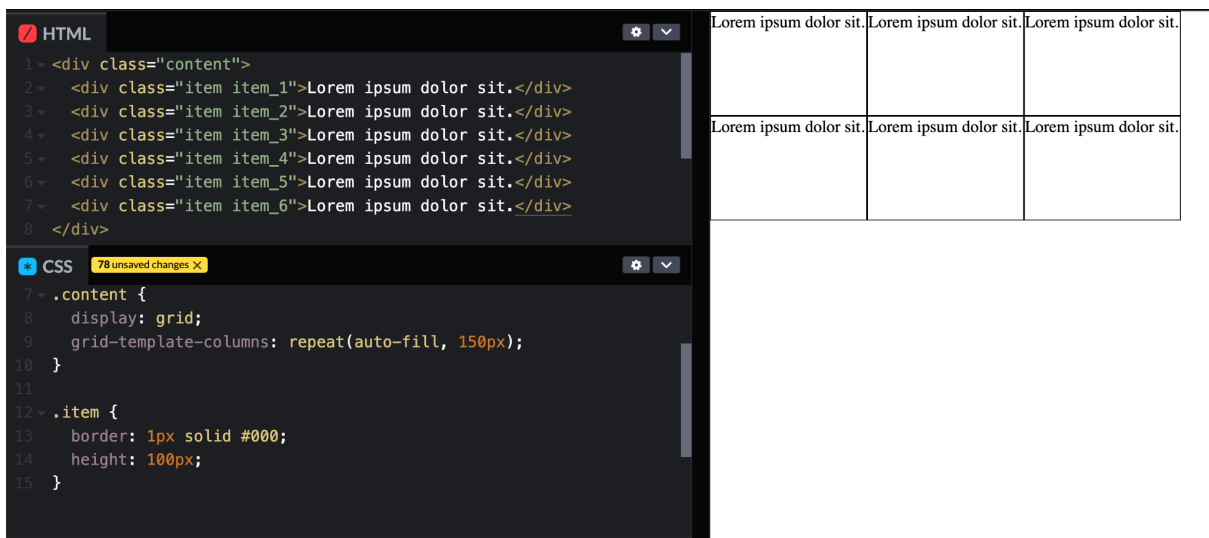 HTML
1 <div class="content">
2 <div class="item item_1">Lorem ipsum dolor sit.</div>
3 <div class="item item_2">Lorem ipsum dolor sit.</div>
4 <div class="item item_3">Lorem ipsum dolor sit.</div>
5 <div class="item item_4">Lorem ipsum dolor sit.</div>
6 <div class="item item_5">Lorem ipsum dolor sit.</div>
7 <div class="item item_6">Lorem ipsum dolor sit.</div>
8 </div>
CSS 78 unsaved changes X
7 .content {
8 display: grid;
9 grid-template-columns: repeat(auto-fill, 150px);
10 }
11
12 .item {
13 border: 1px solid #000;
14 height: 100px;
15 }
Lorem ipsum dolor sit. Lorem ipsum dolor sit. Lorem ipsum dolor sit.
Lorem ipsum dolor sit. Lorem ipsum dolor sit. Lorem ipsum dolor sit.